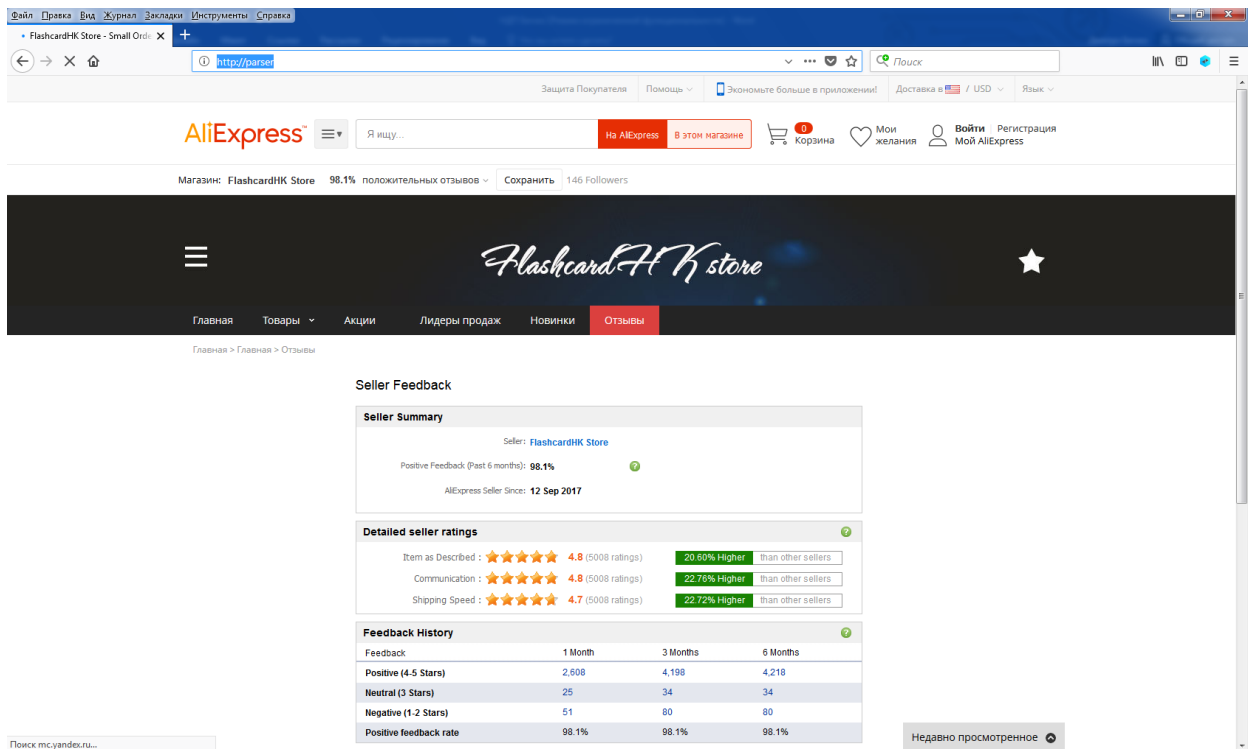 Файл Правка Вид Журнал Закладки Инструменты Справка
FlashcardHK Store - Small Orde
http://parser
Поиск
Защита Покупателя Помощь Экономьте больше в приложении! Доставка в / USD Язык
AliExpress™ Я ищу... На AliExpress В этом магазине 0 Корзина Мои желания Войти Регистрация Мой AliExpress
Магазин: FlashcardHK Store 98.1% положительных отзывов Сохранить 146 Followers
FlashcardHK store
Главная Товары Акции Лидеры продаж Новинки Отзывы
Главная > Главная > Отзывы
Seller Feedback
Seller Summary
Seller: FlashcardHK Store
Positive Feedback (Past 6 months): 98.1%
AliExpress Seller Since: 12 Sep 2017
Detailed seller ratings
Item as Described : 4.8 (5008 ratings) 20.60% Higher than other sellers
Communication : 4.8 (5008 ratings) 22.76% Higher than other sellers
Shipping Speed : 4.7 (5008 ratings) 22.72% Higher than other sellers
Feedback History
Feedback 1 Month 3 Months 6 Months
Positive (4-5 Stars) 2,608 4,198 4,218
Neutral (3 Stars) 25 34 34
Negative (1-2 Stars) 51 80 80
Positive feedback rate 98.1% 98.1% 98.1%
Недавно просмотренное
Поиск mc.yandex.ru...